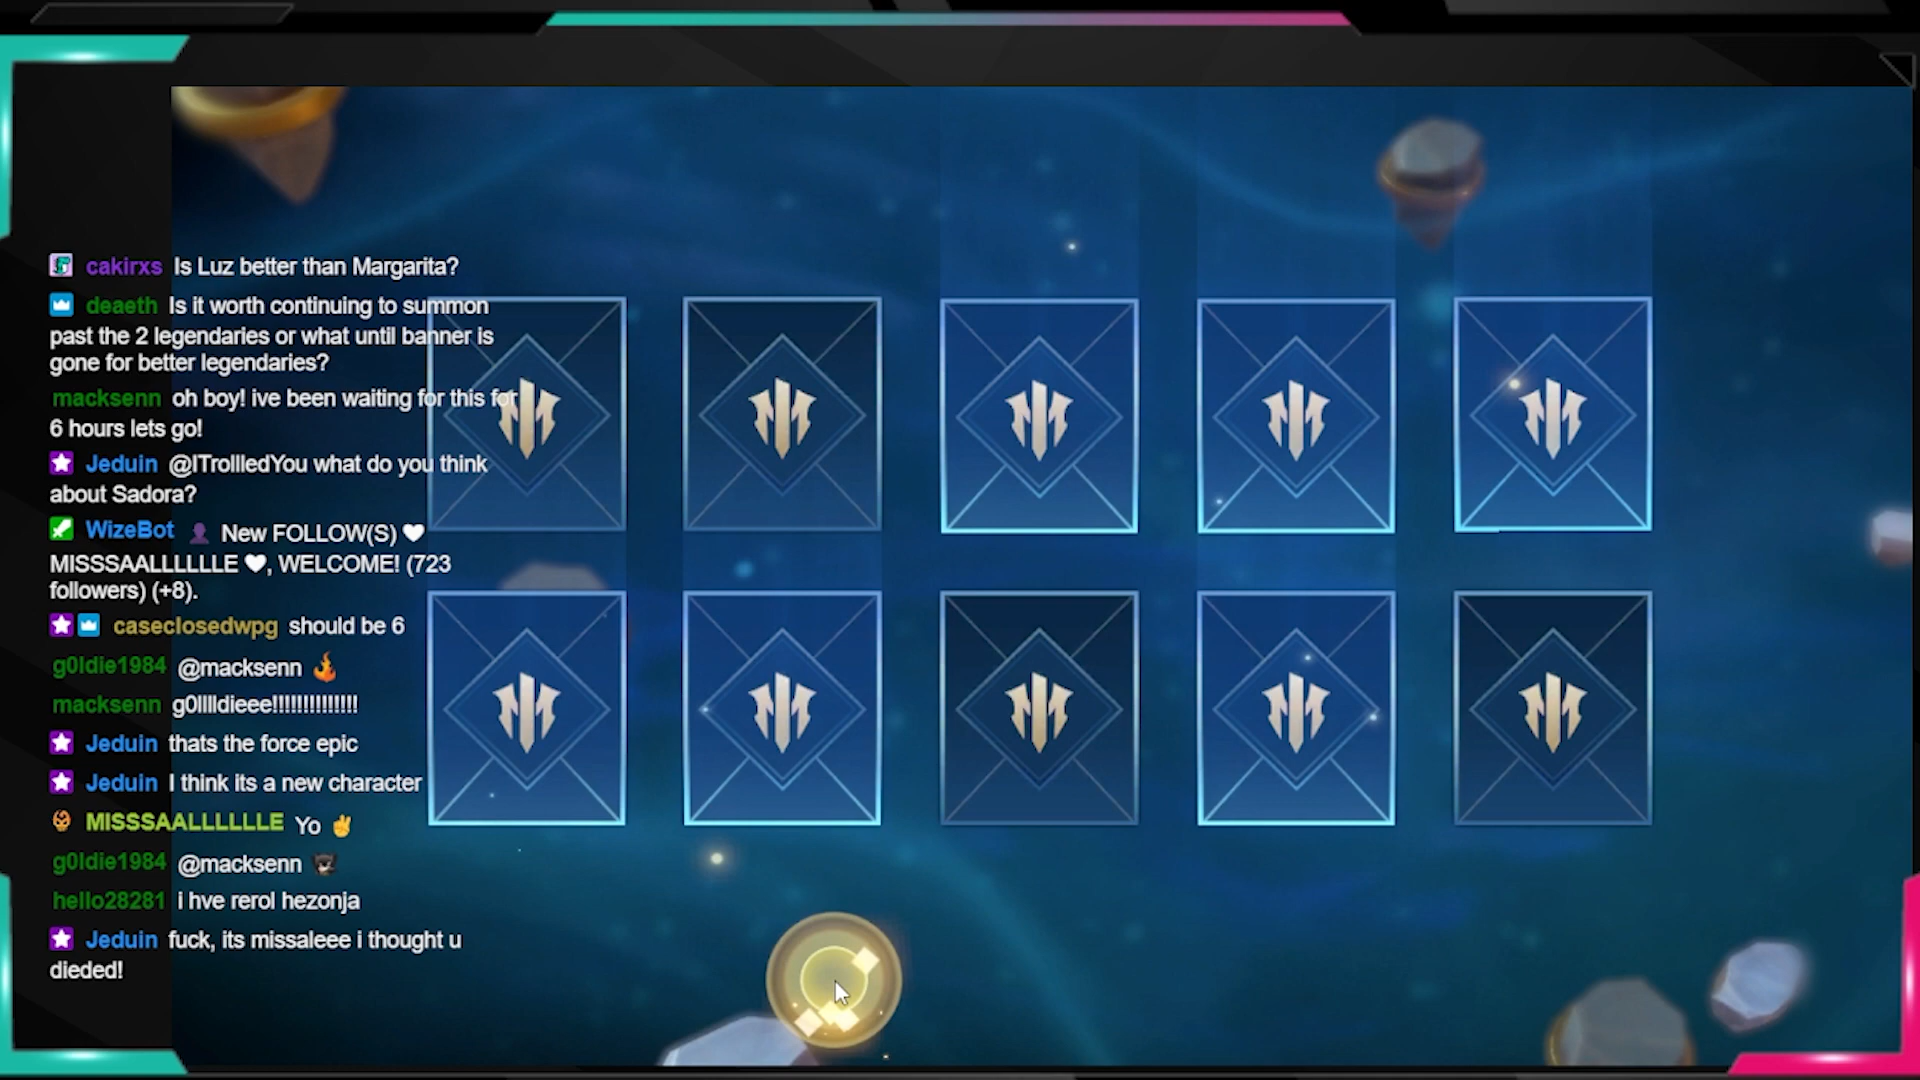 cakirxs Is Luz better than Margarita?
deaeth Is it worth continuing to summon
past the 2 legendaries or what until banner is
gone for better legendaries?
macksenn oh boy! ive been waiting for this for
6 hours lets go!
Jeduin @ITrollledYou what do you think
about Sadora?
WizeBot 👤 New FOLLOW(S) 🤍
MISSSAALLLLLLE 🤍, WELCOME! (723
followers) (+8).
caseclosedwpg should be 6
g0ldie1984 @macksenn 🔥
macksenn g0lllldieee!!!!!!!!!!!!!!
Jeduin thats the force epic
Jeduin I think its a new character
MISSSAALLLLLLE Yo ✌
g0ldie1984 @macksenn
hello28281 i hve rerol hezonja
Jeduin fuck, its missaleee i thought u
dieded!